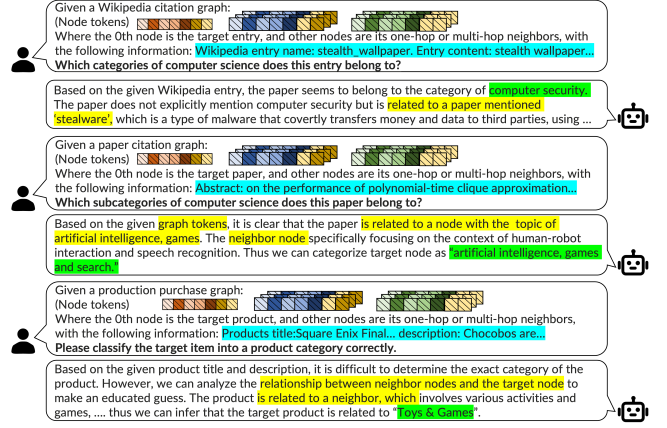 Given a Wikipedia citation graph:
(Node tokens)
Where the 0th node is the target entry, and other nodes are its one-hop or multi-hop neighbors, with
the following information: Wikipedia entry name: stealth_wallpaper. Entry content: stealth wallpaper...
Which categories of computer science does this entry belong to?
Based on the given Wikipedia entry, the paper seems to belong to the category of computer security.
The paper does not explicitly mention computer security but is related to a paper mentioned
'stealware', which is a type of malware that covertly transfers money and data to third parties, using ...
Given a paper citation graph:
(Node tokens)
Where the 0th node is the target paper, and other nodes are its one-hop or multi-hop neighbors, with
the following information: Abstract: on the performance of polynomial-time clique approximation...
Which subcategories of computer science does this paper belong to?
Based on the given graph tokens, it is clear that the paper is related to a node with the topic of
artificial intelligence, games. The neighbor node specifically focusing on the context of human-robot
interaction and speech recognition. Thus we can categorize target node as "artificial intelligence, games
and search."
Given a production purchase graph:
(Node tokens)
Where the 0th node is the target product, and other nodes are its one-hop or multi-hop neighbors,
with the following information: Products title:Square Enix Final... description: Chocobos are...
Please classify the target item into a product category correctly.
Based on the given product title and description, it is difficult to determine the exact category of the
product. However, we can analyze the relationship between neighbor nodes and the target node to
make an educated guess. The product is related to a neighbor, which involves various activities and
games, .... thus we can infer that the target product is related to "Toys & Games".